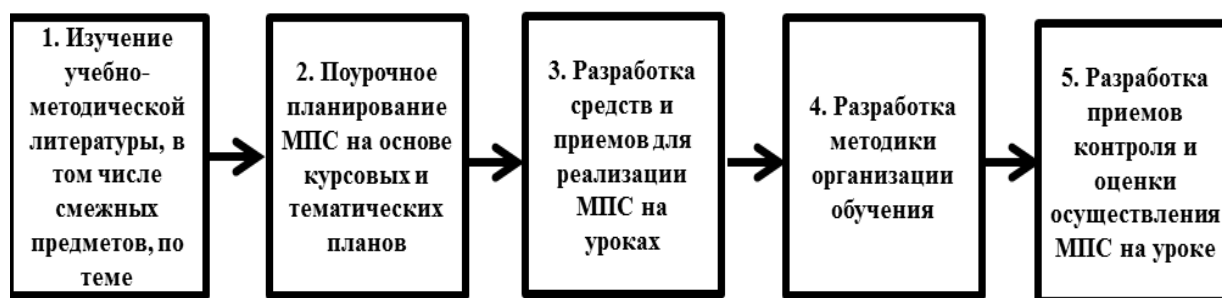 1. Изучение
учебно-
методической
литературы, в
том числе
смежных
предметов, по
теме
2. Поурочное
планирование
МПС на основе
курсовых и
тематических
планов
3. Разработка
средств и
приемов для
реализации
МПС на
уроках
4. Разработка
методики
организации
обучения
5. Разработка
приемов
контроля и
оценки
осуществления
МПС на уроке